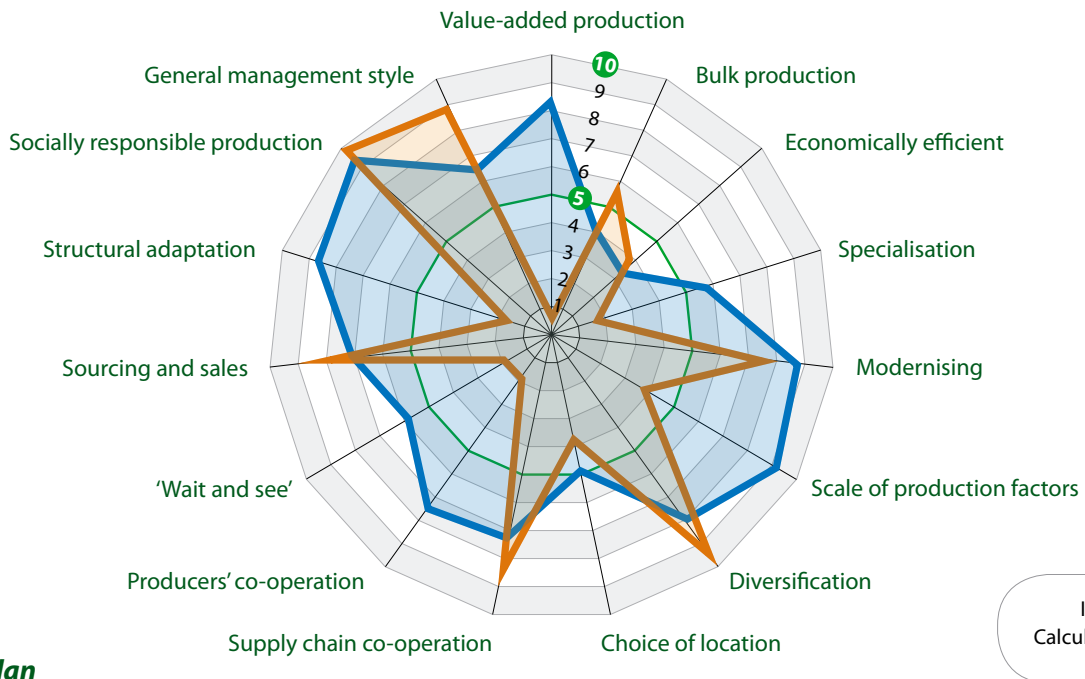 Value-added production
General management style
10
Bulk production
9
8
Socially responsible production
7
Economically efficient
6
5
4
Structural adaptation
3
Specialisation
2
1
Sourcing and sales
Modernising
'Wait and see'
Scale of production factors
Producers' co-operation
Diversification
Supply chain co-operation
Choice of location
Calcul
lan